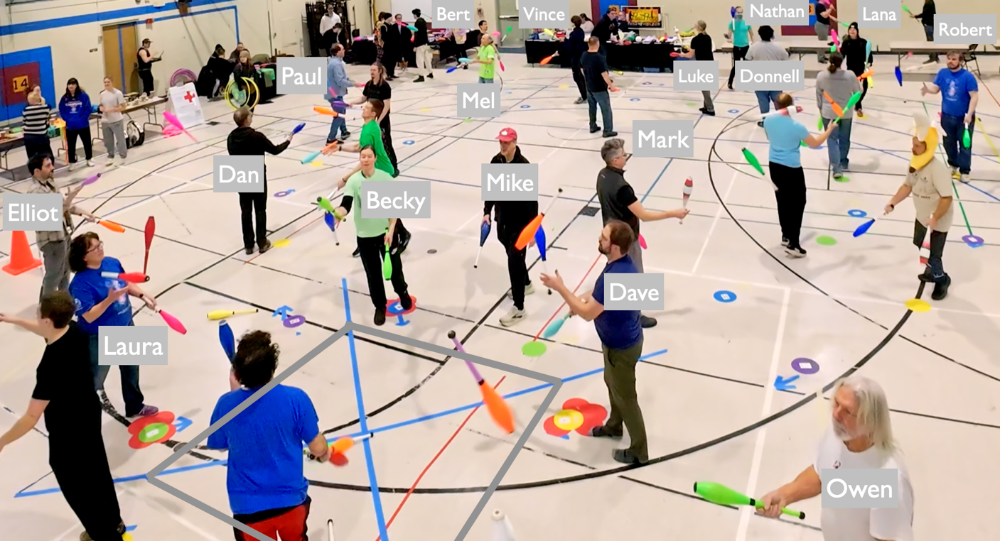 Bert
Vince
Nathan
Lana
Robert
Paul
Luke
Donnell
Mel
14
Mark
Dan
Mike
Becky
Elliot
Dave
Laura
Owen